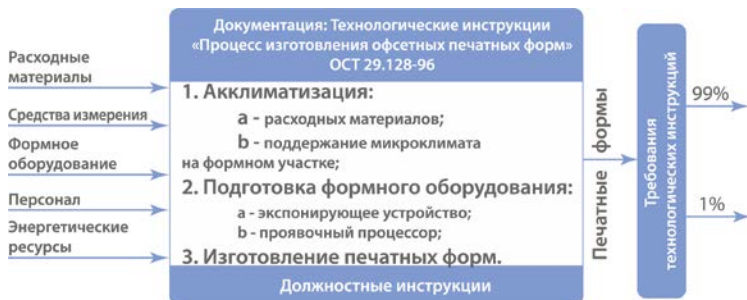 Документация: Технологические инструкции
«Процесс изготовления офсетных печатных форм»
ОСТ 29.128-96
Расходные
материалы
Средства измерения
Формное
оборудование
Персонал
Энергетические
ресурсы
1. Акклиматизация:
a - расходных материалов;
b - поддержание микроклимата
на формном участке;
2. Подготовка формного оборудования:
a - экспонирующее устройство;
b - проявочный процессор;
3. Изготовление печатных форм.
Должностные инструкции
Печатные формы
Требования
технологических инструкций
99%
1%